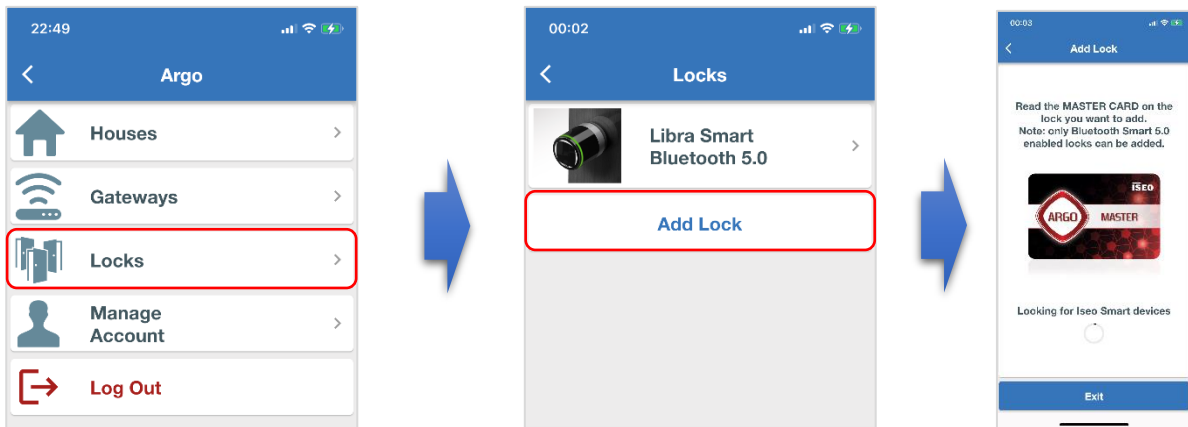 22:49
Argo
Houses
Gateways
Locks
Manage
Account
Log Out
00:02
Locks
Libra Smart
Bluetooth 5.0
Add Lock
00:03
Add Lock
Read the MASTER CARD on the
lock you want to add.
Note: only Bluetooth Smart 5.0
enabled locks can be added.
ISEO
ARGO MASTER
Looking for Iseo Smart devices
Exit